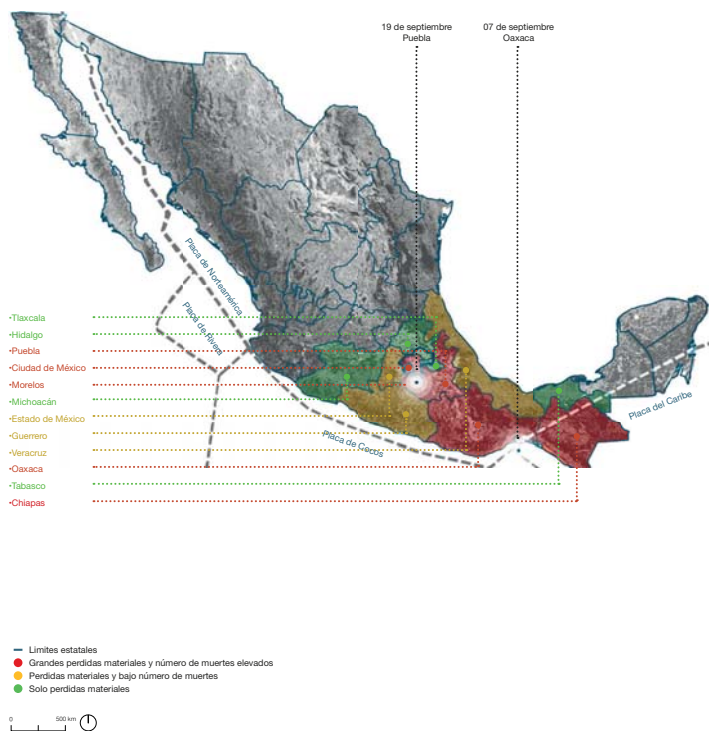 19 de septiembre
Puebla
07 de septiembre
Oaxaca
Placa de Norteamérica
Placa de Rivera
•Tlaxcala
•Hidalgo
•Puebla
•Ciudad de México
•Morelos
•Michoacán
•Estado de México
•Guerrero
•Veracruz
•Oaxaca
•Tabasco
•Chiapas
Placa de Cocos
Placa del Caribe
Limites estatales
Grandes perdidas materiales y número de muertes elevados
Perdidas materiales y bajo número de muertes
Solo perdidas materiales
0 500 km